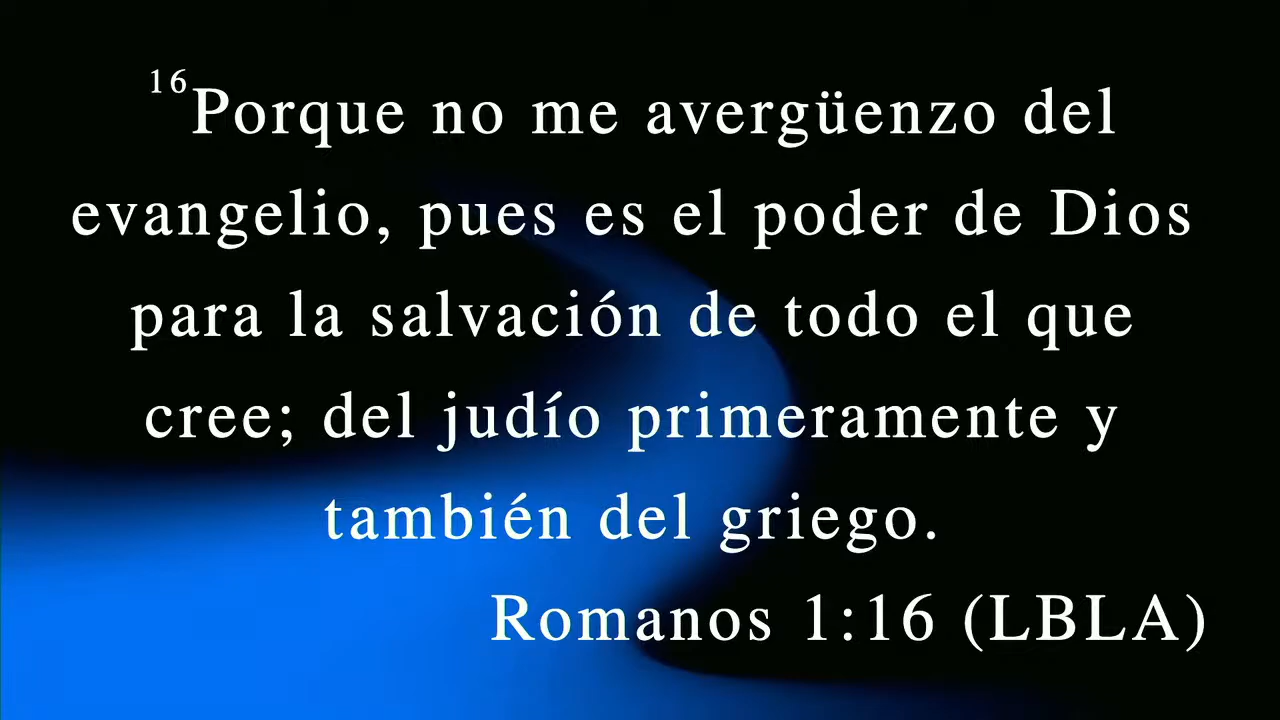 16Porque no me avergüenzo del
evangelio, pues es el poder de Dios
para la salvación de todo el que
cree; del judío primeramente y
también del griego.
Romanos 1:16 (LBLA)